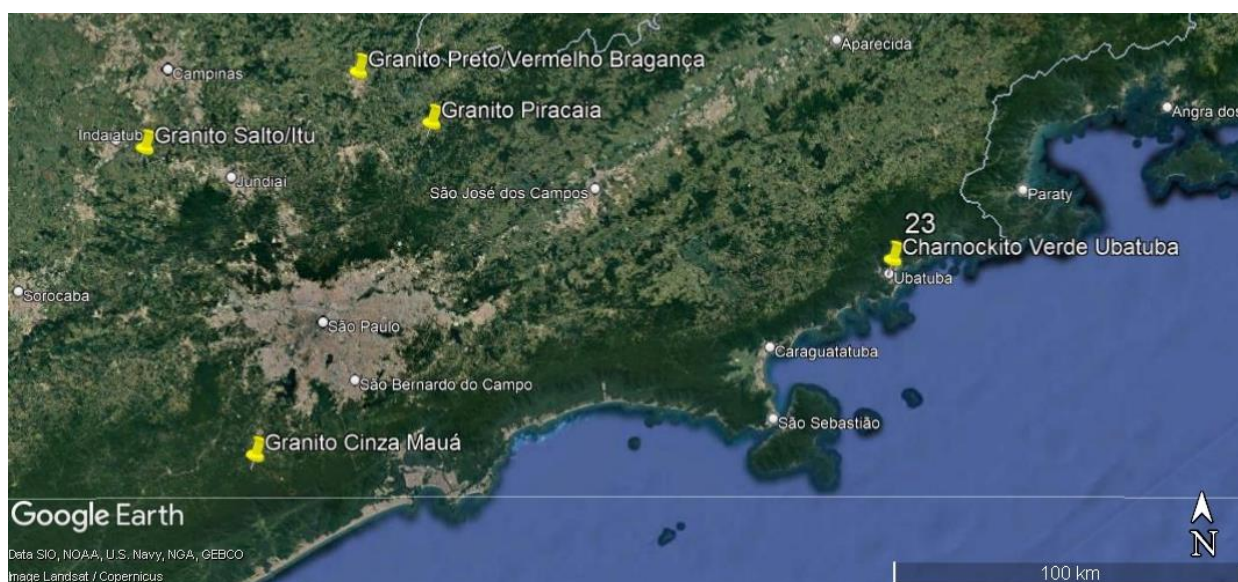 Granito Preto/Vermelho Bragança
Aparecida
Campinas
Granito Piracaia
Angra dos
Indaiatub
Granito Salto/Itu
Jundiaí
São José dos Campos
Paraty
23
Charnockito Verde Ubatuba
Ubatuba
Sorocaba
São Paulo
Caraguatatuba
São Bernardo do Campo
São Sebastião
Granito Cinza Mauá
Google Earth
N
Data SIO, NOAA, U.S. Navy, NGA, GEBCO
Image Landsat / Copernicus
100 km